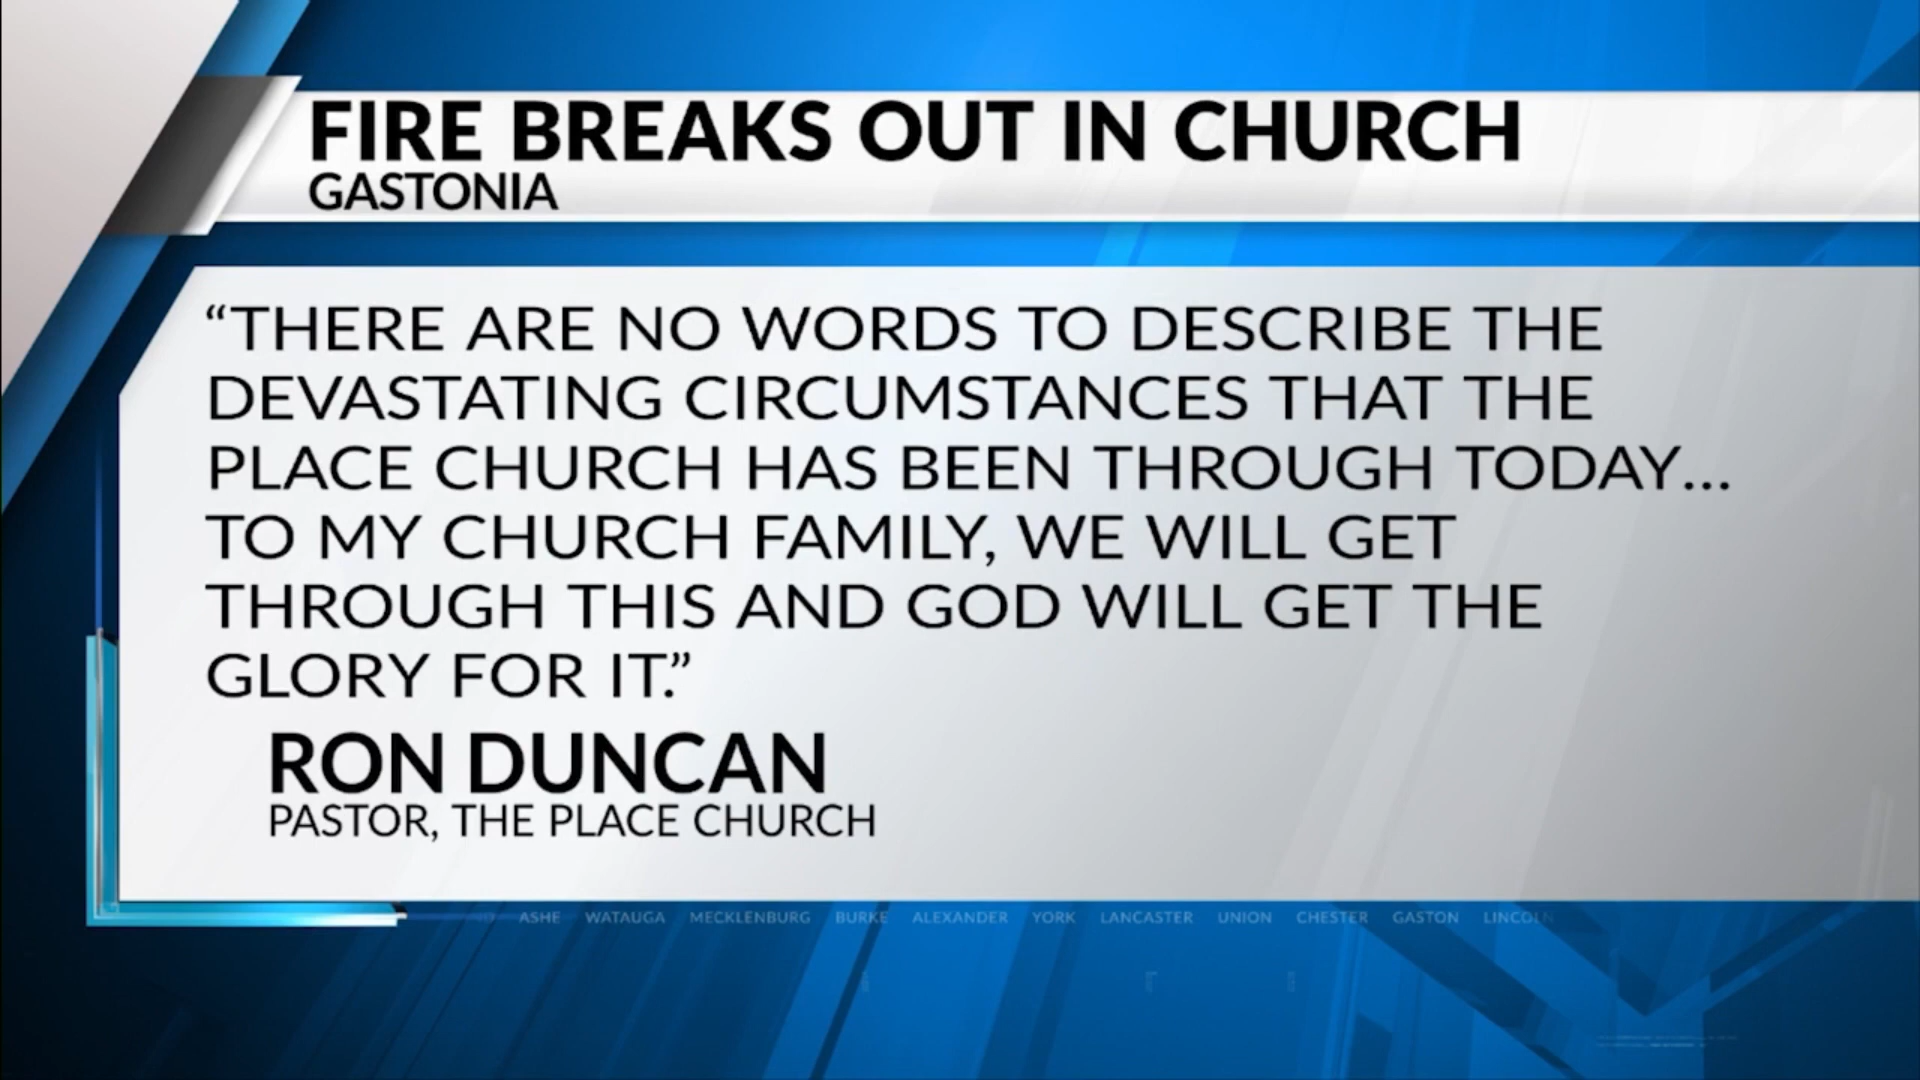 FIRE BREAKS OUT IN CHURCH
GASTONIA
“THERE ARE NO WORDS TO DESCRIBE THE
DEVASTATING CIRCUMSTANCES THAT THE
PLACE CHURCH HAS BEEN THROUGH TODAY...
TO MY CHURCH FAMILY, WE WILL GET
THROUGH THIS AND GOD WILL GET THE
GLORY FOR IT.”
RON DUNCAN
PASTOR, THE PLACE CHURCH
ASHE WATAUGA MECKLENBURG BURKE ALEXANDER YORK LANCASTER UNION CHESTER GASTON LINCOLN